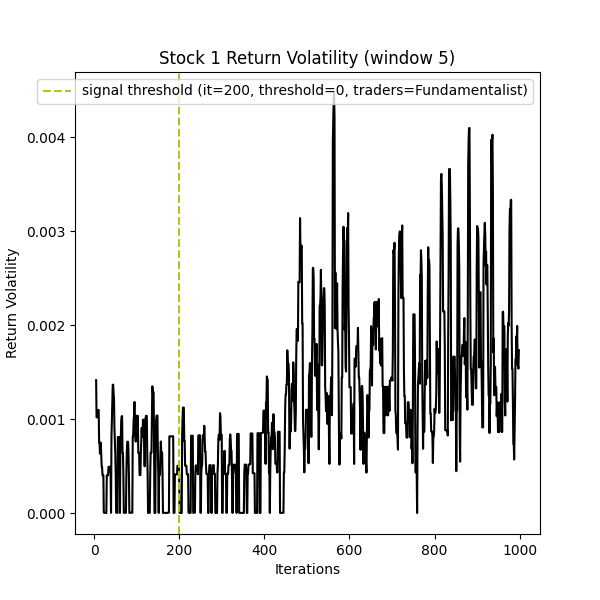 Stock 1 Return Volatility (window 5)
signal threshold (it=200, threshold=0, traders=Fundamentalist)
0.004
0.003
0.002
0.001
0.000
Return Volatility
0
200
400
600
800
1000
Iterations